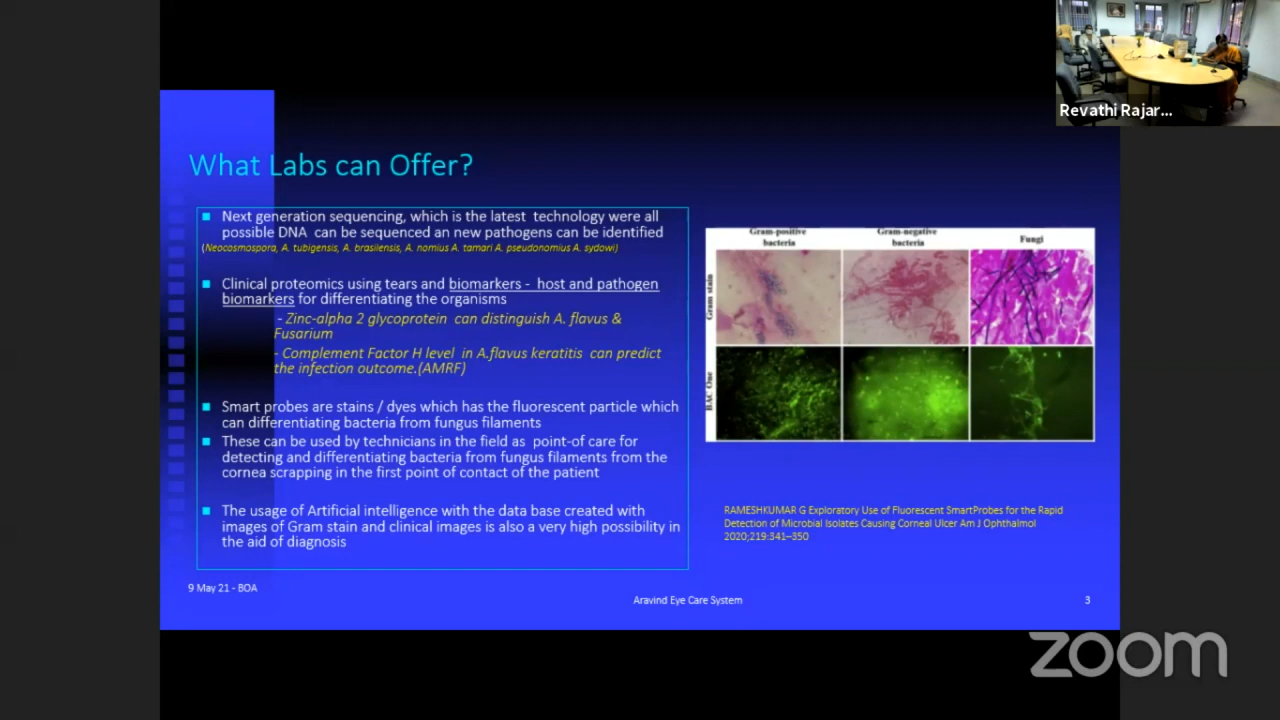 Revathi Rajar...
What Labs can Offer?
Next generation sequencing, which is the latest technology were all
possible DNA can be sequenced an new pathogens can be identified
(Neocosmospora, A. tubigensis, A. brasilensis, A. nomius A. tamari A. pseudonomius A. sydowi)
Clinical proteomics using tears and biomarkers - host and pathogen
biomarkers for differentiating the organisms
- Zinc-alpha 2 glycoprotein can distinguish A. flavus &
Fusarium
- Complement Factor H level in A.flavus keratitis can predict
the infection outcome.(AMRF)
Smart probes are stains / dyes which has the fluorescent particle which
can differentiating bacteria from fungus filaments
These can be used by technicians in the field as point-of care for
detecting and differentiating bacteria from fungus filaments from the
cornea scrapping in the first point of contact of the patient
The usage of Artificial intelligence with the data base created with
images of Gram stain and clinical images is also a very high possibility in
the aid of diagnosis
Gram-positive
bacteria
Gram-negative
bacteria
Fungi
Gram stain
BAC One
RAMESHKUMAR G Exploratory Use of Fluorescent SmartProbes for the Rapid
Detection of Microbial Isolates Causing Corneal Ulcer Am J Ophthalmol
2020;219:341–350
9 May 21 - BOA
Aravind Eye Care System
3
zoom